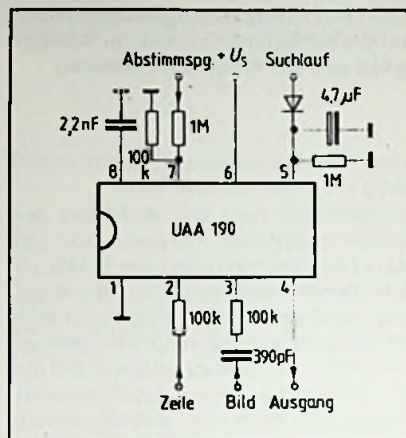 Abstimmspg. + Us Suchlauf
2,2nF
100
k
1M
4,7µF
1M
8 7 6 5
UAA 190
1 2 3 4
100k
100k
390pF
Zeile Bild Ausgang